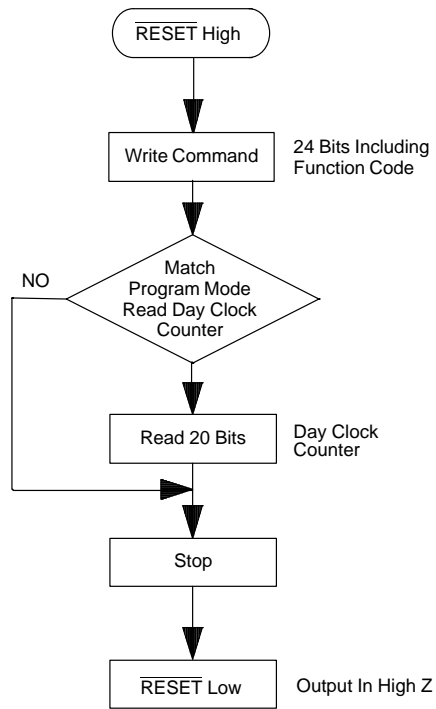 RESET High
Write Command
24 Bits Including
Function Code
Match
Program Mode
Read Day Clock
Counter
NO
Read 20 Bits
Day Clock
Counter
Stop
RESET Low
Output In High Z